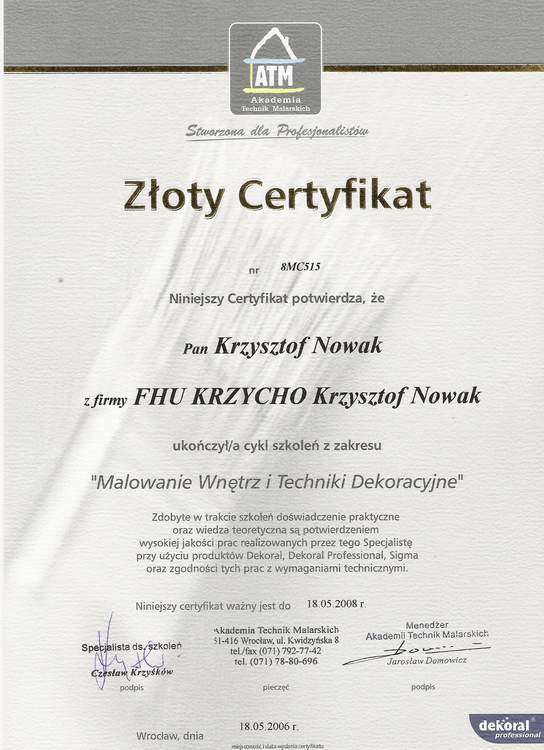 ATM
Akademia
Technik Malarskich
Stworzona dla Profesjonalistów
Złoty Certyfikat
nr 8MC515
Niniejszy Certyfikat potwierdza, że
Pan Krzysztof Nowak
z firmy FHU KRZYCHO Krzysztof Nowak
ukończył/a cykl szkoleń z zakresu
"Malowanie Wnętrz i Techniki Dekoracyjne"
Zdobyte w trakcie szkoleń doświadczenie praktyczne
oraz wiedza teoretyczna są potwierdzeniem
wysokiej jakości prac realizowanych przez tego Specjalistę
przy użyciu produktów Dekoral, Dekoral Professional, Sigma
oraz zgodności tych prac z wymaganiami technicznymi.
Niniejszy certyfikat ważny jest do 18.05.2008 r.
Specjalista ds. szkoleń
Czesław Krzyśków
podpis
Akademia Technik Malarskich
51-416 Wrocław, ul. Kwidzyńska 8
tel./fax (071) 792-77-42
tel. (071) 78-80-696
pieczęć
Menedżer
Akademii Technik Malarskich
Jarosław Domowicz
podpis
Wrocław, dnia 18.05.2006 r.
miejscowość i data wydania certyfikatu
dekoral
professional